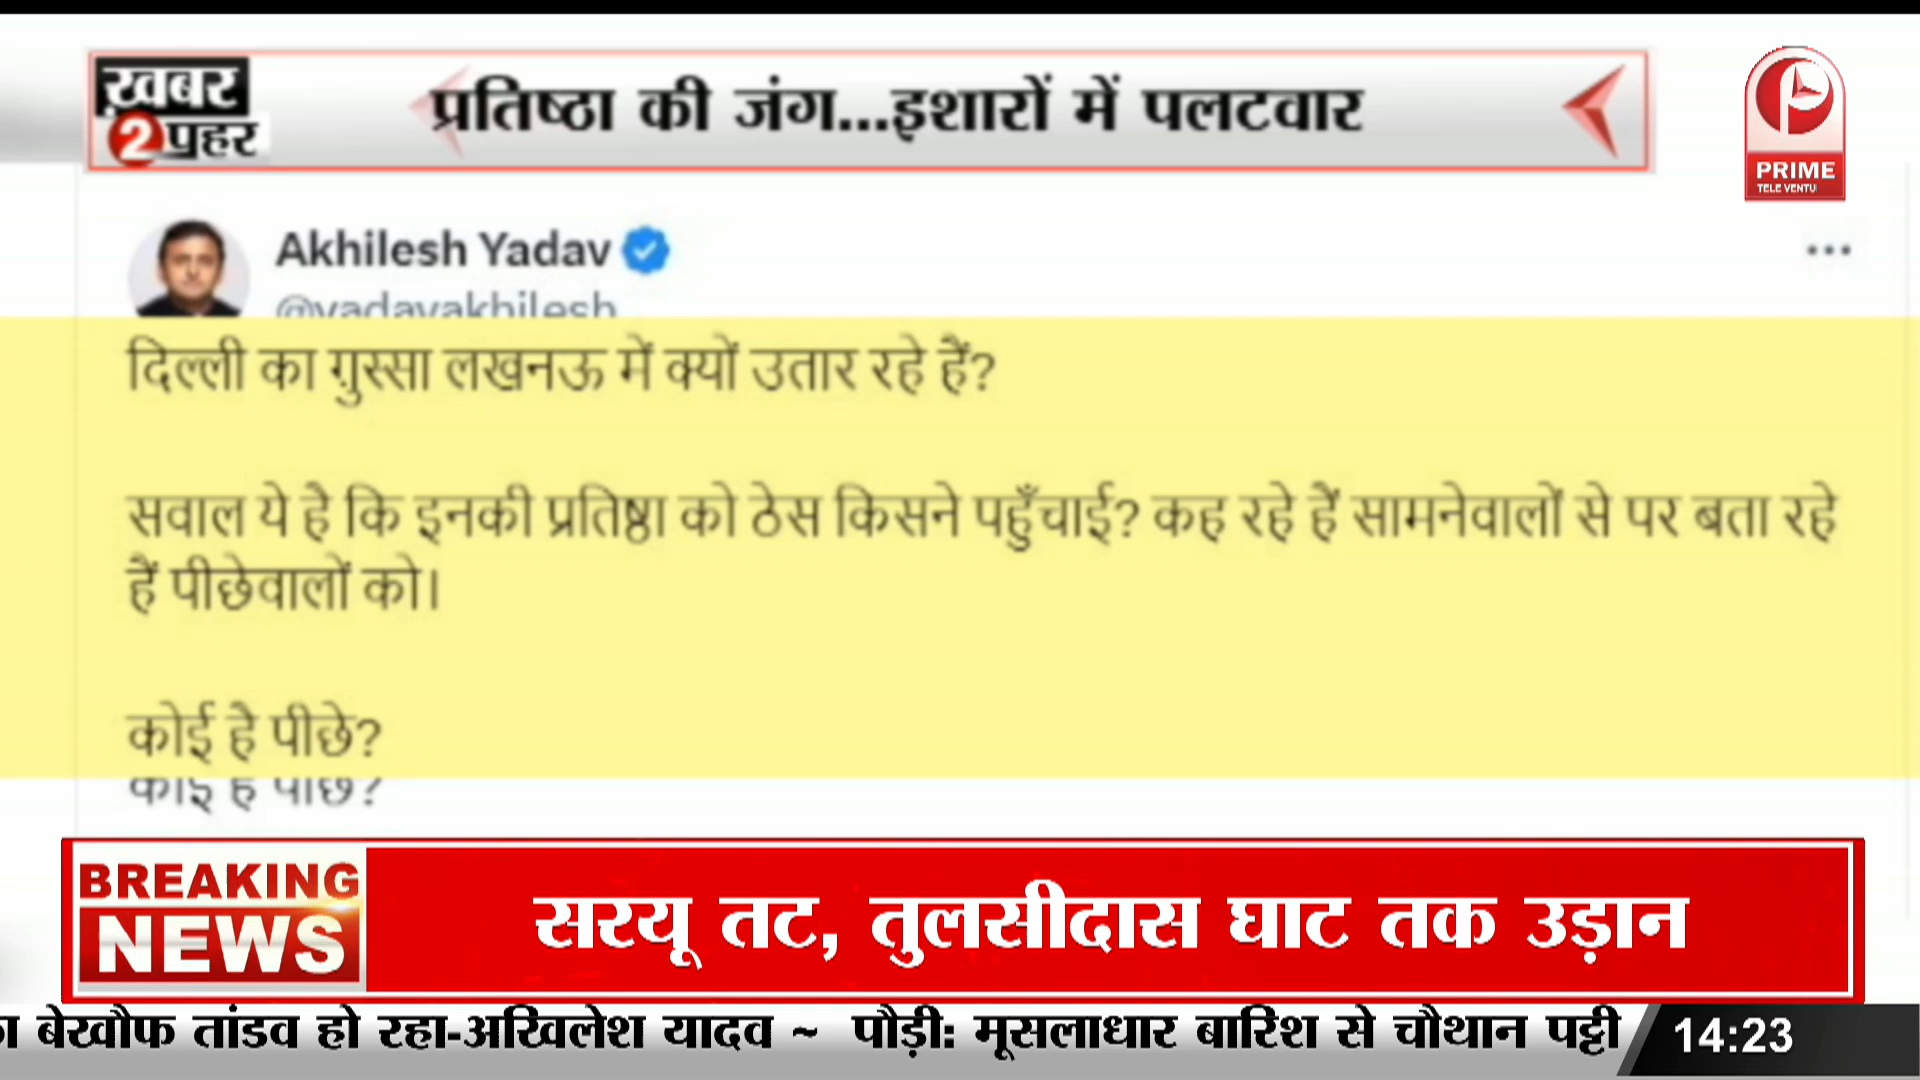 ख़बर
2 पहर
प्रतिष्ठा की जंग...इशारों में पलटवार
PRIME
TELE VENTU
Akhilesh Yadav
@yadavakhilesh
दिल्ली का ग़ुस्सा लखनऊ में क्यों उतार रहे हैं?
सवाल ये है कि इनकी प्रतिष्ठा को ठेस किसने पहुँचाई? कह रहे हैं सामनेवालों से पर बता रहे
हैं पीछेवालों को।
कोई है पीछे?
कोई है पीछे?
BREAKING
NEWS
सरयू तट, तुलसीदास घाट तक उड़ान
बेखौफ तांडव हो रहा-अखिलेश यादव ~ पौड़ी: मूसलाधार बारिश से चौथान पट्टी
14:23